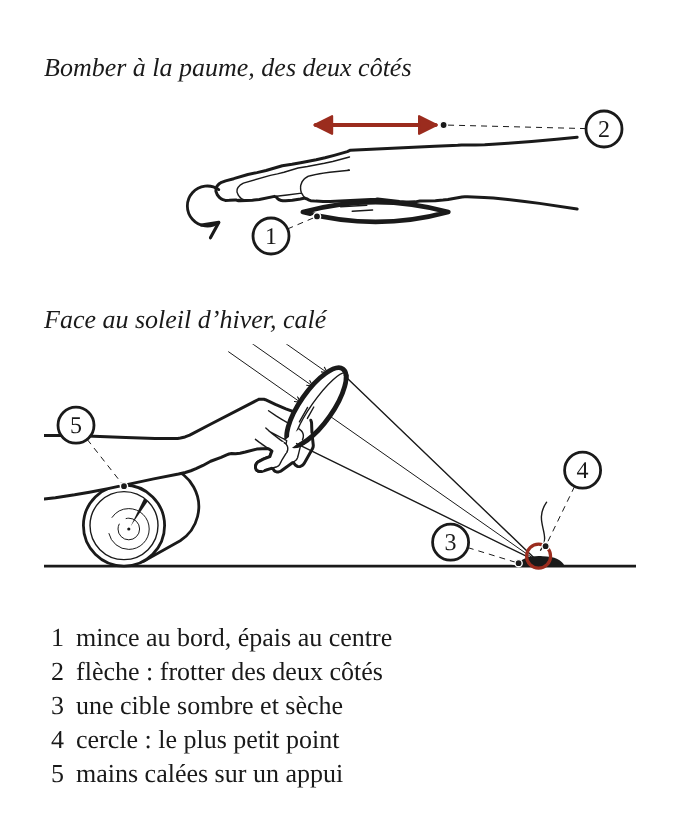 Bomber à la paume, des deux côtés
2
1
Face au soleil d’hiver, calé
5
4
3
1 mince au bord, épais au centre
2 flèche : frotter des deux côtés
3 une cible sombre et sèche
4 cercle : le plus petit point
5 mains calées sur un appui